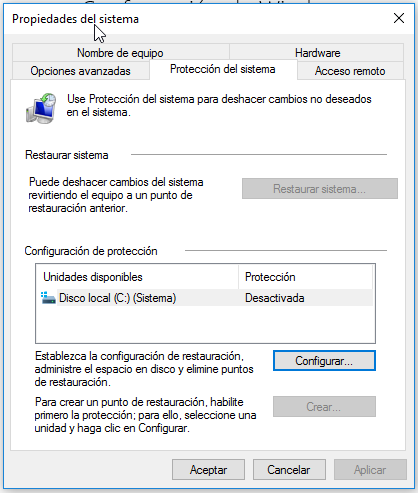 Propiedades del sistema
Nombre de equipo
Hardware
Opciones avanzadas
Protección del sistema
Acceso remoto
Use Protección del sistema para deshacer cambios no deseados
en el sistema.
Restaurar sistema
Puede deshacer cambios del sistema
revirtiendo el equipo a un punto de
restauración anterior.
Restaurar sistema...
Configuración de protección
Unidades disponibles
Protección
Disco local (C:) (Sistema)
Desactivada
Establezca la configuración de restauración,
administre el espacio en disco y elimine puntos
de restauración.
Configurar...
Para crear un punto de restauración, habilite
primero la protección; para ello, seleccione una
unidad y haga clic en Configurar.
Crear...
Aceptar
Cancelar
Aplicar